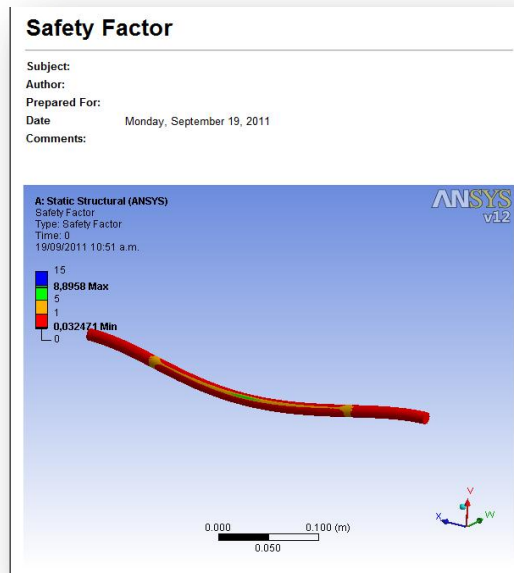 Safety Factor
Subject:
Author:
Prepared For:
Date Monday, September 19, 2011
Comments:
A: Static Structural (ANSYS)
Safety Factor
Type: Safety Factor
Time: 0
19/09/2011 10:51 a.m.
ANSYS
v12
15
8,8958 Max
5
1
0,032471 Min
0
X
Y
W
0.000 0.100 (m)
0.050